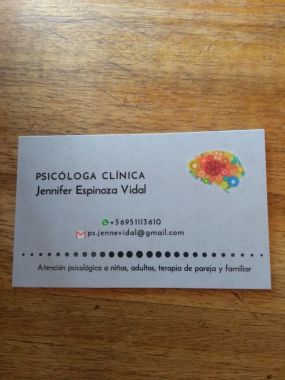 PSICÓLOGA CLÍNICA
Jennifer Espinoza Vidal
+56951113610
ps.jennevidal@gmail.com
Atención psicológica a niños, adultos, terapia de pareja y familiar